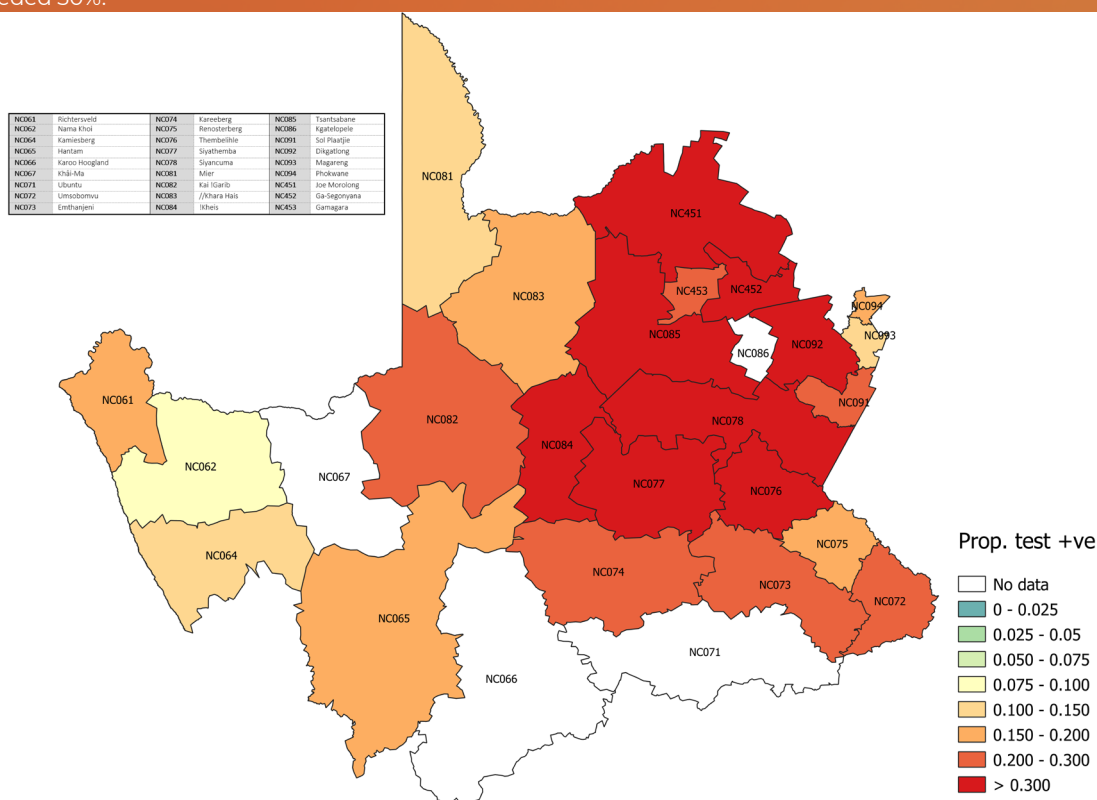 eded 30%.
NC061 Richtersveld NC074 Kareeberg NC085 Tsantsabane
NC062 Nama Khoi NC075 Renosterberg NC086 Kgatelopele
NC064 Kamiesberg NC076 Thembelihle NC091 Sol Plaatjie
NC065 Hantam NC077 Siyathemba NC092 Dikgatlong
NC066 Karoo Hoogland NC078 Siyancuma NC093 Magareng
NC067 Khâi-Ma NC081 Mier NC094 Phokwane
NC071 Ubuntu NC082 Kai !Garib NC451 Joe Morolong
NC072 Umsobomvu NC083 //Khara Hais NC452 Ga-Segonyana
NC073 Emthanjeni NC084 !Kheis NC453 Gamagara
NC081
NC451
NC083
NC453
NC452
NC094
NC085
NC086
NC092
NC093
NC061
NC082
NC091
NC078
NC084
NC062
NC067
NC077
NC076
NC064
NC075
NC074
NC073
NC072
NC065
NC071
NC066
Prop. test +ve
No data
0 - 0.025
0.025 - 0.05
0.050 - 0.075
0.075 - 0.100
0.100 - 0.150
0.150 - 0.200
0.200 - 0.300
> 0.300